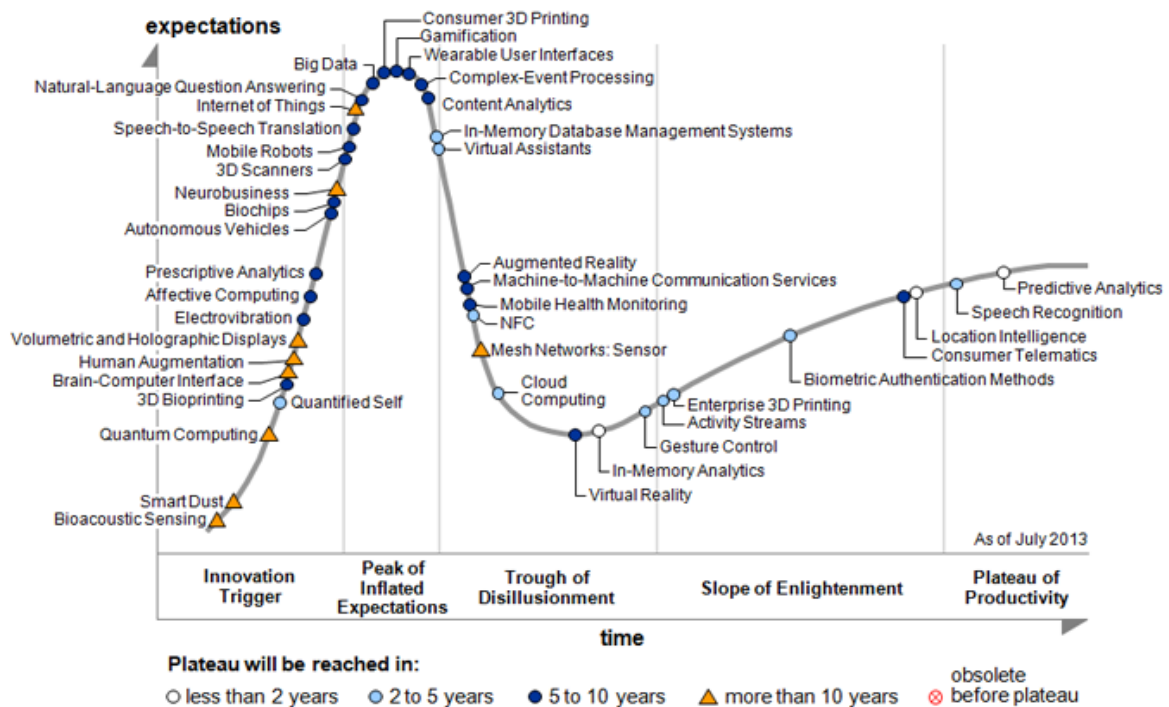 expectations
Consumer 3D Printing
Gamification
Wearable User Interfaces
Big Data
Complex-Event Processing
Natural-Language Question Answering
Content Analytics
Internet of Things
Speech-to-Speech Translation
In-Memory Database Management Systems
Mobile Robots
Virtual Assistants
3D Scanners
Neurobusiness
Biochips
Autonomous Vehicles
Augmented Reality
Prescriptive Analytics
Machine-to-Machine Communication Services
Predictive Analytics
Affective Computing
Mobile Health Monitoring
Speech Recognition
Electrovibration
NFC
Location Intelligence
Volumetric and Holographic Displays
Mesh Networks: Sensor
Consumer Telematics
Human Augmentation
Brain-Computer Interface
Biometric Authentication Methods
3D Bioprinting
Cloud
Computing
Quantified Self
Enterprise 3D Printing
Activity Streams
Quantum Computing
Gesture Control
In-Memory Analytics
Virtual Reality
Smart Dust
Bioacoustic Sensing
As of July 2013
Innovation
Trigger
Peak of
Inflated
Expectations
Trough of
Disillusionment
Slope of Enlightenment
Plateau of
Productivity
time
Plateau will be reached in:
less than 2 years
2 to 5 years
5 to 10 years
more than 10 years
obsolete
before plateau